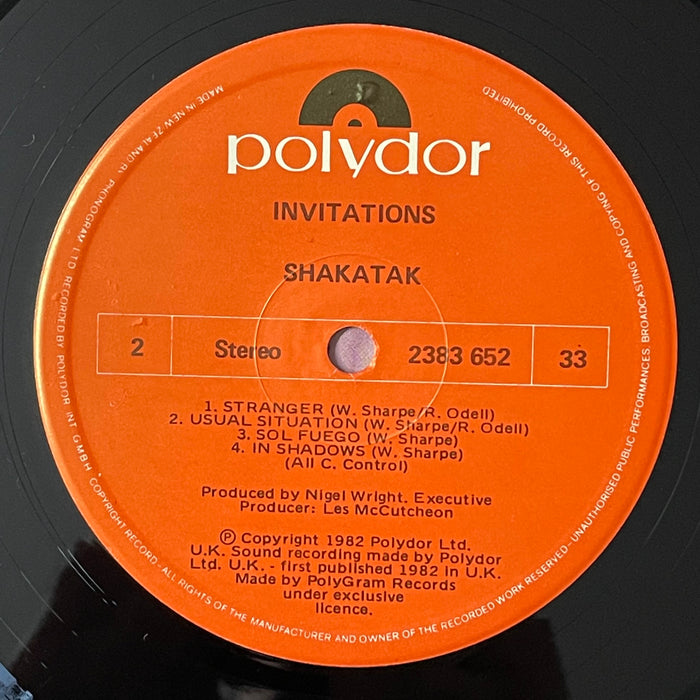 polydor
INVITATIONS
SHAKATAK
2 Stereo 2383 652 33
1. STRANGER (W. Sharpe/R. Odell)
2. USUAL SITUATION (W. Sharpe/R. Odell)
3. SOL FUEGO (W. Sharpe)
4. IN SHADOWS (W. Sharpe)
(All C. Control)
Produced by Nigel Wright. Executive
Producer: Les McCutcheon
Ⓟ Copyright 1982 Polydor Ltd.
U.K. Sound recording made by Polydor
Ltd. U.K. - first published 1982 in U.K.
Made by PolyGram Records
under exclusive
licence.
MADE IN NEW ZEALAND BY PHONOGRAM LTD RECORDED BY POLYDOR INT. GMBH COPYRIGHT RECORD - ALL RIGHTS OF THE MANUFACTURER AND OWNER OF THE RECORDED WORK RESERVED - UNAUTHORISED PUBLIC PERFORMANCES, BROADCASTING AND COPYING OF THIS RECORD PROHIBITED